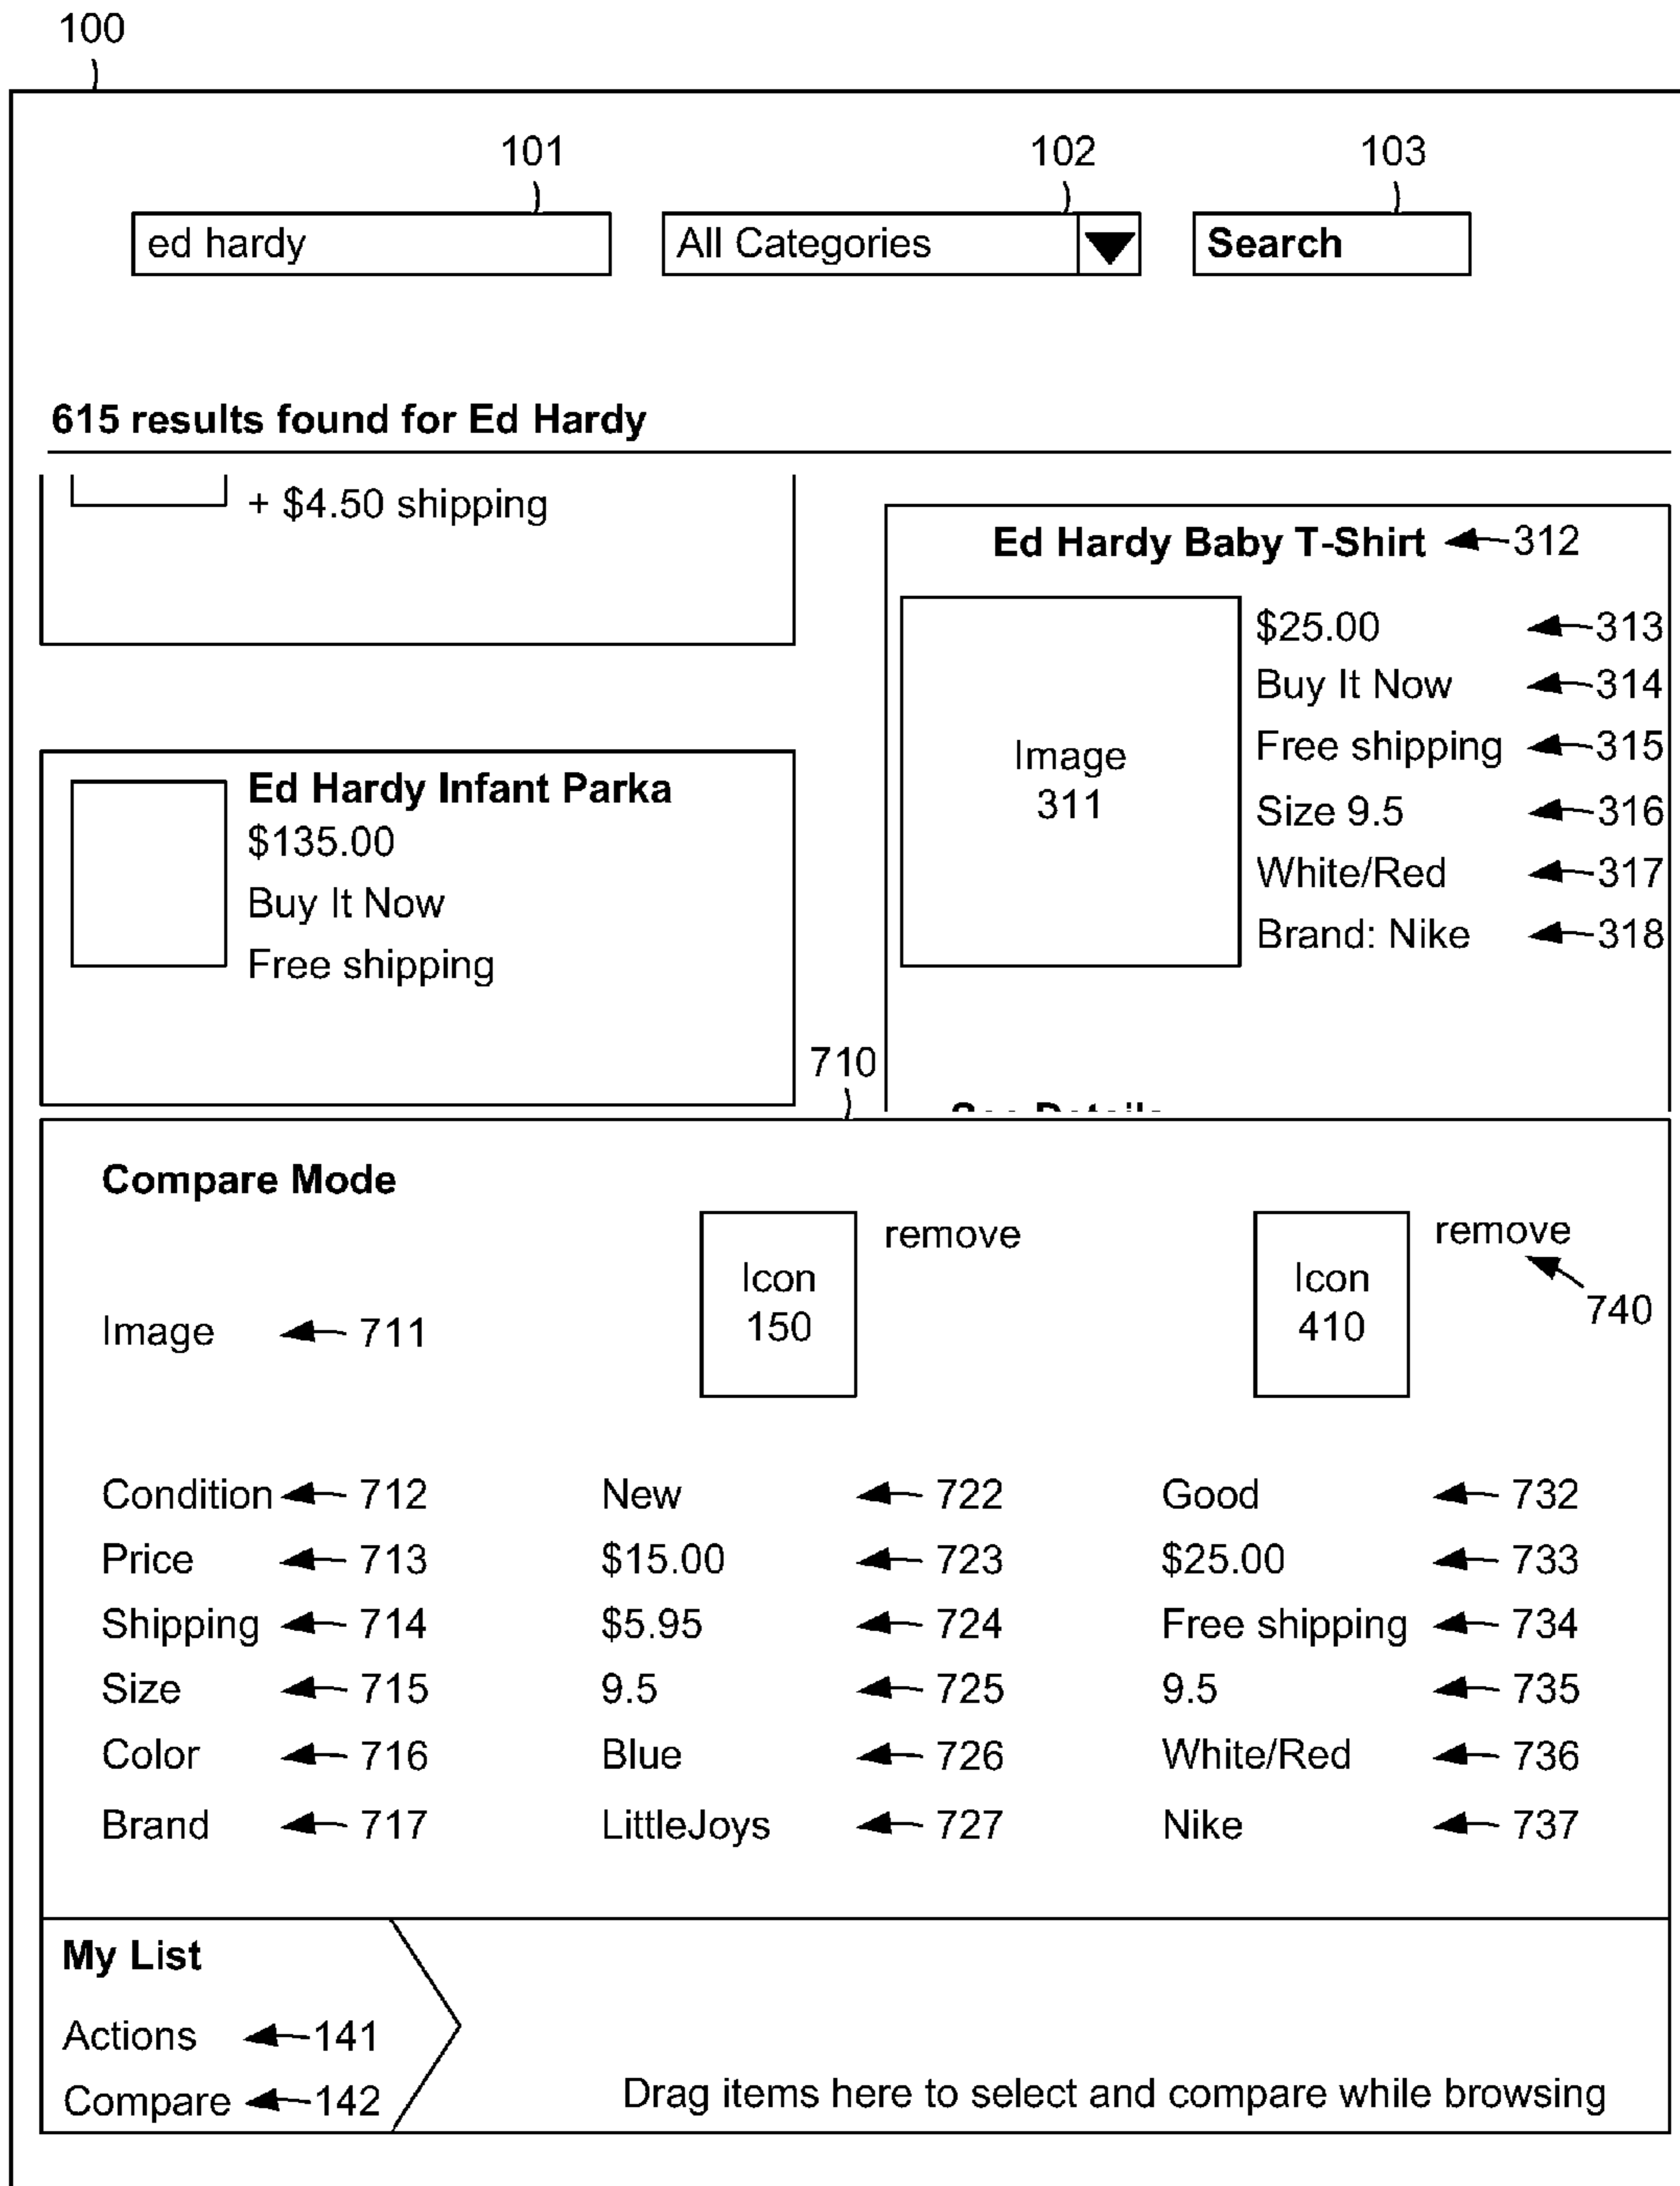 100
101 102 103
ed hardy All Categories Search
615 results found for Ed Hardy
+ $4.50 shipping
Ed Hardy Baby T-Shirt 312
Image
311
$25.00 313
Buy It Now 314
Free shipping 315
Size 9.5 316
White/Red 317
Brand: Nike 318
Ed Hardy Infant Parka
$135.00
Buy It Now
Free shipping
710
See Details
Compare Mode
Image 711
Icon
150
remove
Icon
410
remove
740
Condition 712 New 722 Good 732
Price 713 $15.00 723 $25.00 733
Shipping 714 $5.95 724 Free shipping 734
Size 715 9.5 725 9.5 735
Color 716 Blue 726 White/Red 736
Brand 717 LittleJoys 727 Nike 737
My List
Actions 141
Compare 142
Drag items here to select and compare while browsing